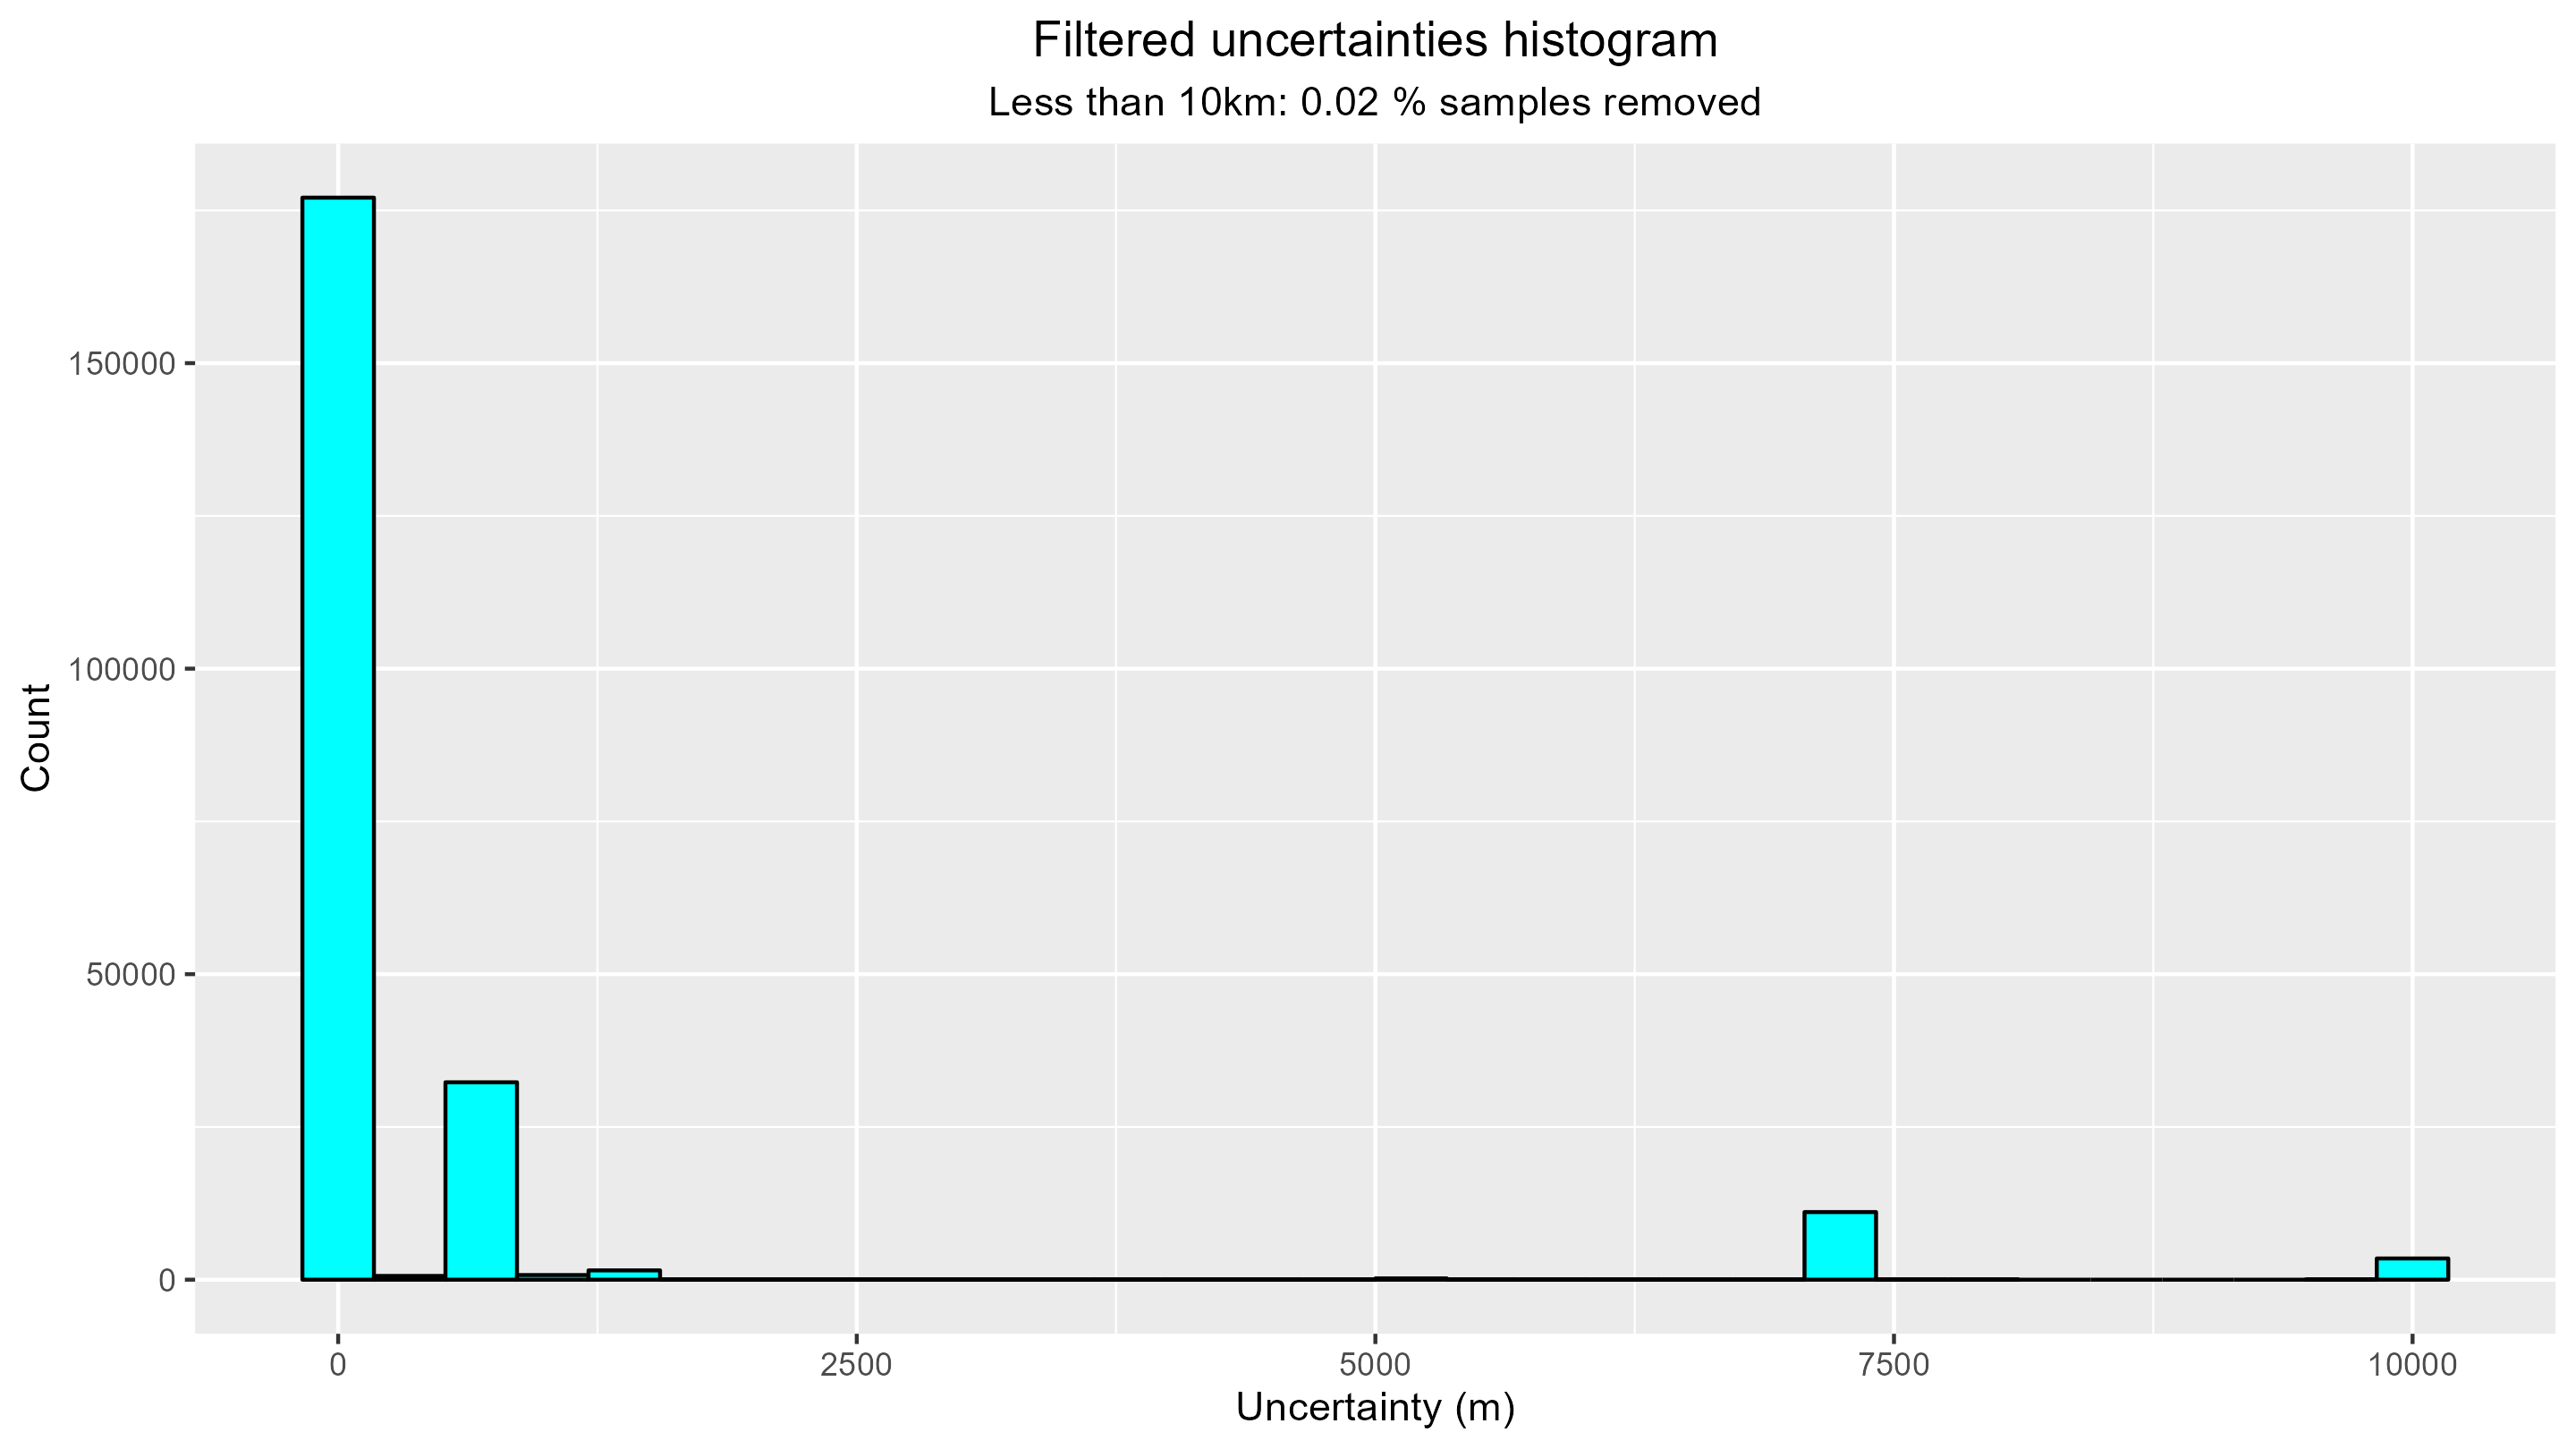 Filtered uncertainties histogram
Less than 10km: 0.02 % samples removed
Count
150000
100000
50000
0
0 2500 5000 7500 10000
Uncertainty (m)